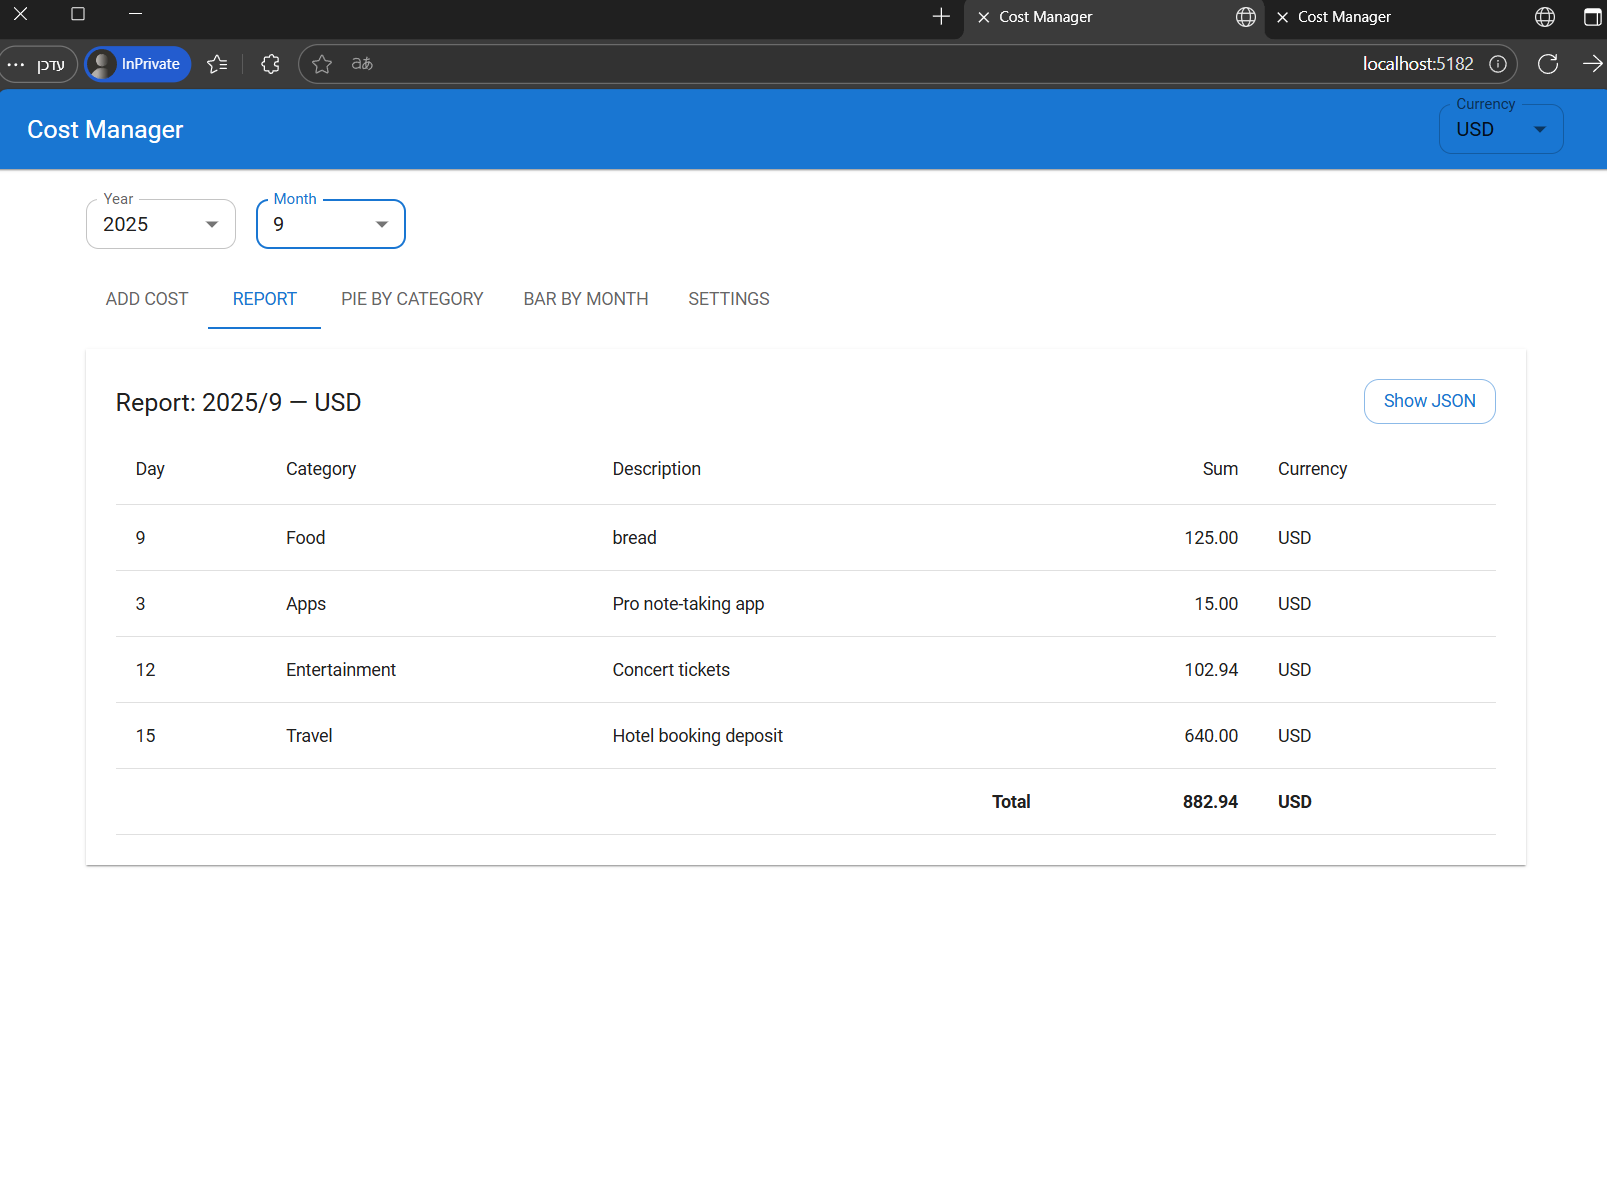 Cost Manager
Cost Manager
עדכן
InPrivate
aあ
localhost:5182
Cost Manager
Currency
USD
Year
2025
Month
9
ADD COST REPORT PIE BY CATEGORY BAR BY MONTH SETTINGS
Report: 2025/9 — USD
Show JSON
Day Category Description Sum Currency
9 Food bread 125.00 USD
3 Apps Pro note-taking app 15.00 USD
12 Entertainment Concert tickets 102.94 USD
15 Travel Hotel booking deposit 640.00 USD
Total 882.94 USD